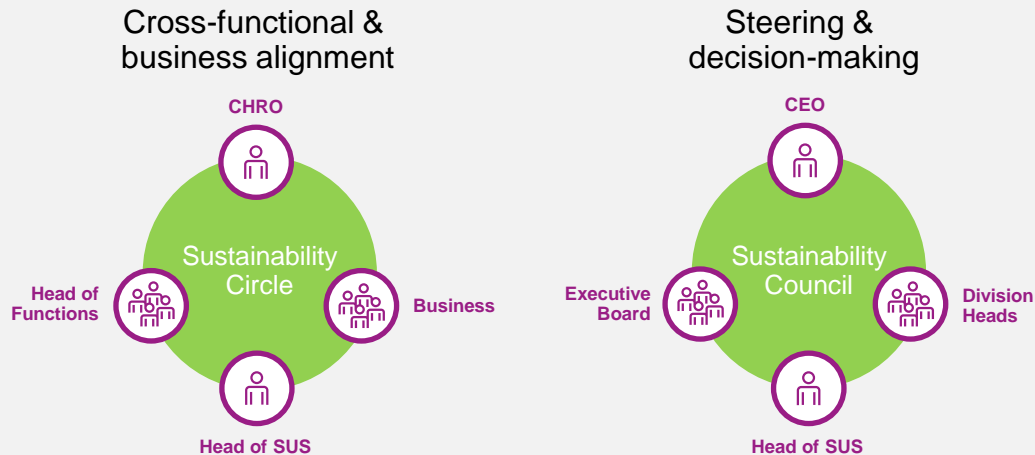 Cross-functional &
business alignment
CHRO
Sustainability
Circle
Head of
Functions
Business
Head of SUS
Steering &
decision-making
CEO
Sustainability
Council
Executive
Board
Division
Heads
Head of SUS